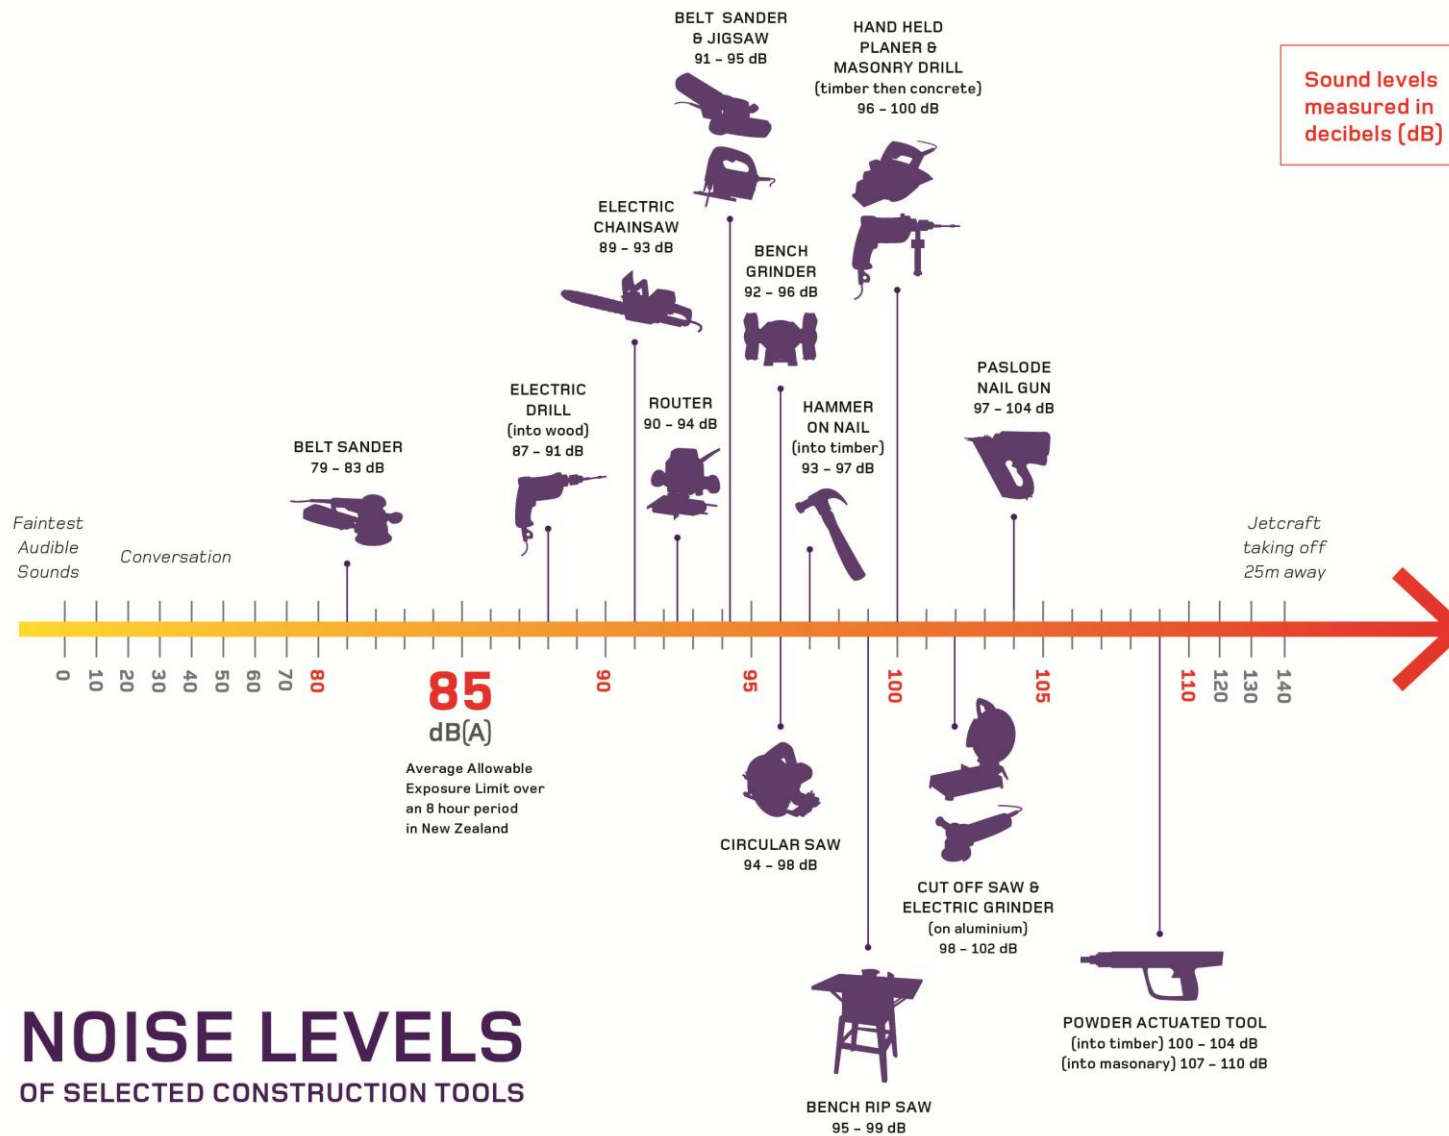 BELT SANDER
& JIGSAW
91 – 95 dB
HAND HELD
PLANER &
MASONRY DRILL
(timber then concrete)
96 – 100 dB
Sound levels
measured in
decibels (dB)
ELECTRIC
CHAINSAW
89 – 93 dB
BENCH
GRINDER
92 – 96 dB
PASLODE
NAIL GUN
97 – 104 dB
ELECTRIC
DRILL
(into wood)
87 – 91 dB
ROUTER
90 – 94 dB
HAMMER
ON NAIL
(into timber)
93 – 97 dB
BELT SANDER
79 – 83 dB
Faintest
Audible
Sounds
Conversation
Jetcraft
taking off
25m away
0
10
20
30
40
50
60
70
80
85
90
95
100
105
110
120
130
140
dB(A)
Average Allowable
Exposure Limit over
an 8 hour period
in New Zealand
CIRCULAR SAW
94 – 98 dB
CUT OFF SAW &
ELECTRIC GRINDER
(on aluminium)
98 – 102 dB
POWDER ACTUATED TOOL
(into timber) 100 – 104 dB
(into masonary) 107 – 110 dB
BENCH RIP SAW
95 – 99 dB
NOISE LEVELS
OF SELECTED CONSTRUCTION TOOLS